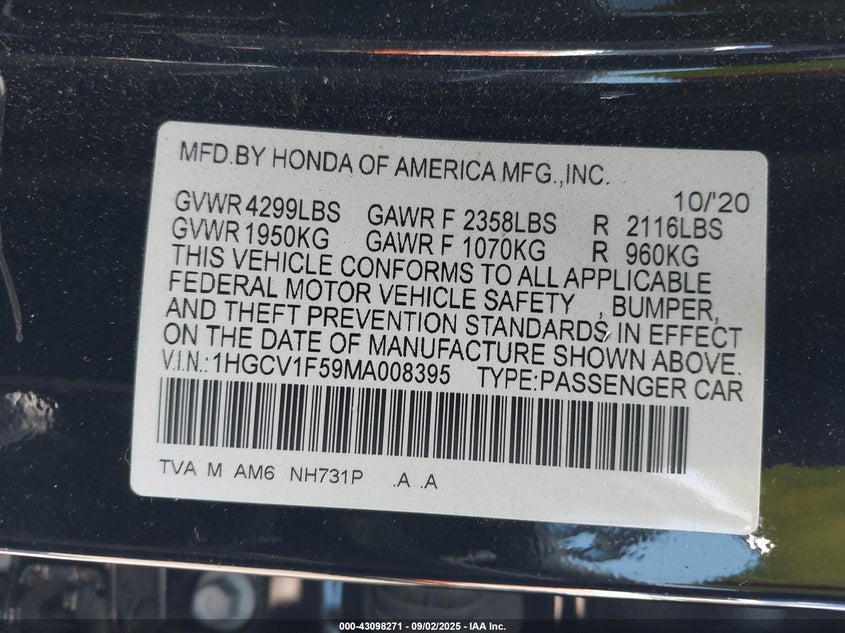 MFD.BY HONDA OF AMERICA MFG.,INC.
10/'20
GVWR 4299LBS GAWR F 2358LBS R 2116LBS
GVWR 1950KG GAWR F 1070KG R 960KG
THIS VEHICLE CONFORMS TO ALL APPLICABLE
FEDERAL MOTOR VEHICLE SAFETY , BUMPER,
AND THEFT PREVENTION STANDARDS IN EFFECT
ON THE DATE OF MANUFACTURE SHOWN ABOVE.
V.I.N.: 1HGCV1F59MA008395 TYPE:PASSENGER CAR
TVA M AM6 NH731P .A .A
000-43098271 - 09/02/2025 - IAA Inc.